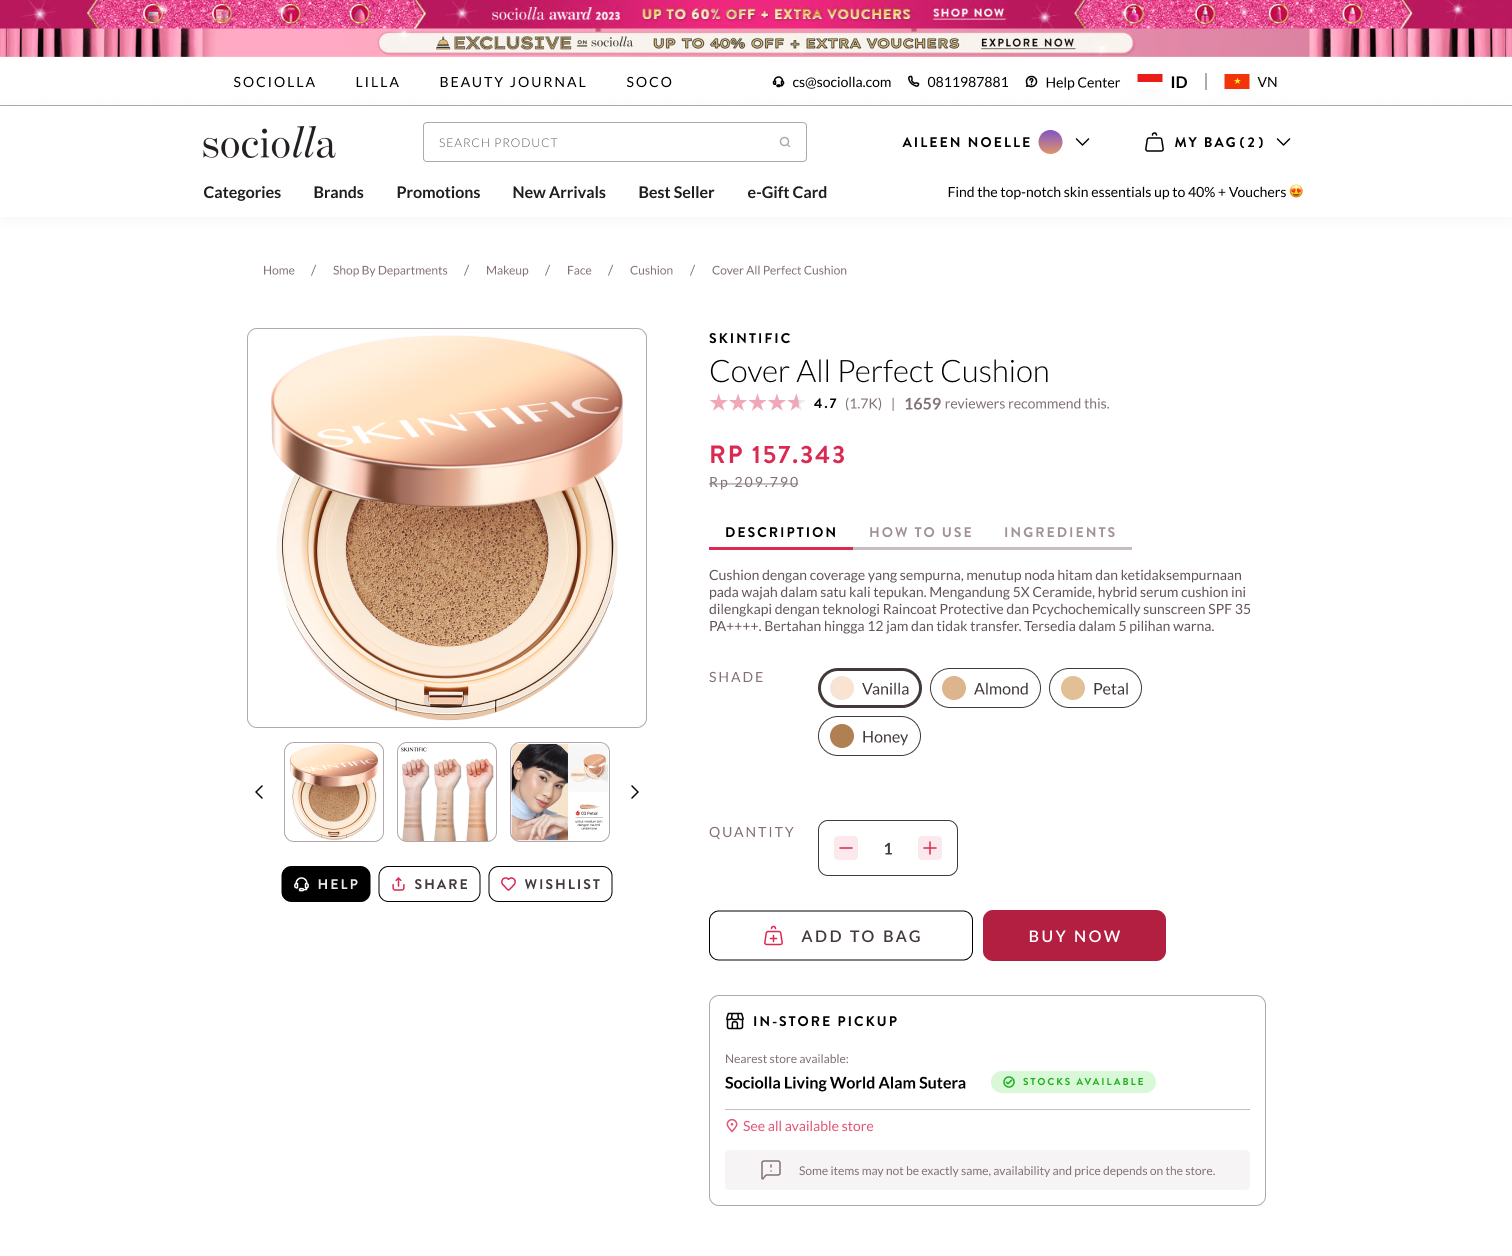 sociolla award 2023 UP TO 60% OFF + EXTRA VOUCHERS SHOP NOW
EXCLUSIVE ON sociolla UP TO 40% OFF + EXTRA VOUCHERS EXPLORE NOW
SOCIOLLA LILLA BEAUTY JOURNAL SOCO cs@sociolla.com 0811987881 Help Center ID | VN
sociolla SEARCH PRODUCT AILEEN NOELLE MY BAG(2)
Categories Brands Promotions New Arrivals Best Seller e-Gift Card Find the top-notch skin essentials up to 40% + Vouchers 😍
Home / Shop By Departments / Makeup / Face / Cushion / Cover All Perfect Cushion
SKINTIFIC
SKINTIFIC
Cover All Perfect Cushion
4.7 (1.7K) | 1659 reviewers recommend this.
RP 157.343
Rp 209.790
DESCRIPTION HOW TO USE INGREDIENTS
Cushion dengan coverage yang sempurna, menutup noda hitam dan ketidaksempurnaan
pada wajah dalam satu kali tepukan. Mengandung 5X Ceramide, hybrid serum cushion ini
dilengkapi dengan teknologi Raincoat Protective dan Pcychochemically sunscreen SPF 35
PA++++. Bertahan hingga 12 jam dan tidak transfer. Tersedia dalam 5 pilihan warna.
SHADE Vanilla Almond Petal
Honey
SKINTIFIC
03 Petal
QUANTITY 1
HELP SHARE WISHLIST
ADD TO BAG BUY NOW
IN-STORE PICKUP
Nearest store available:
Sociolla Living World Alam Sutera STOCKS AVAILABLE
See all available store
Some items may not be exactly same, availability and price depends on the store.